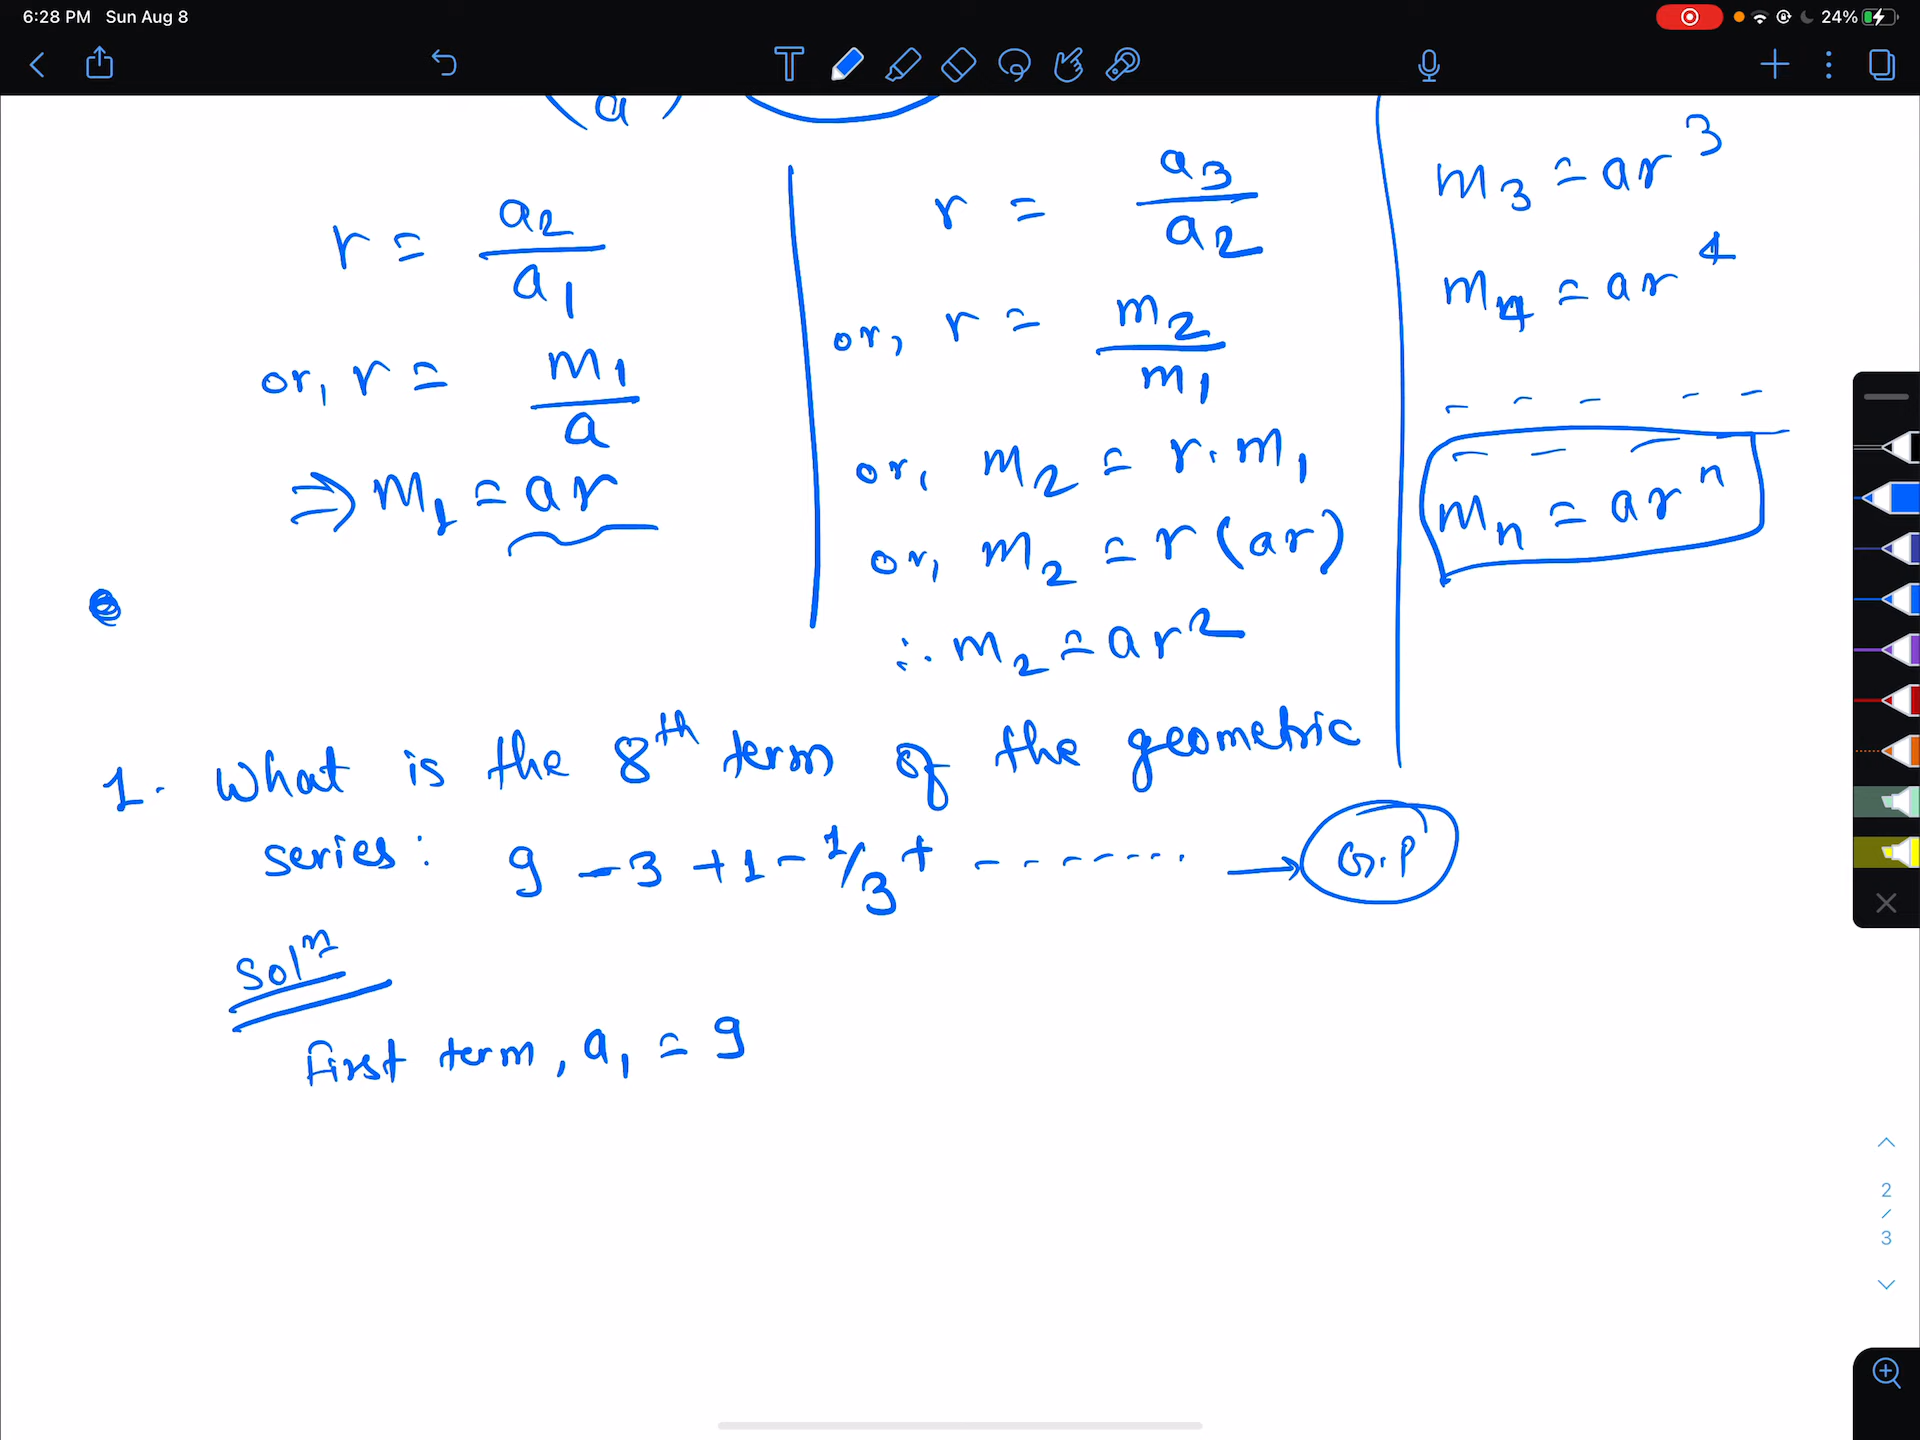 6:28 PM Sun Aug 8
24%
a
r = a₂/a₁
or, r = m₁/a
⇒ m₁ = ar
r = a₃/a₂
or, r = m₂/m₁
or, m₂ = r. m₁
or, m₂ = r (ar)
∴ m₂ = ar²
m₃ = ar³
m₄ = ar⁴
mₙ = arⁿ
1. What is the 8th term of the geometric
series: 9 - 3 + 1 - 1/3 + - - - - - - - → G.P
Solⁿ
First term, a₁ = 9
2
/
3